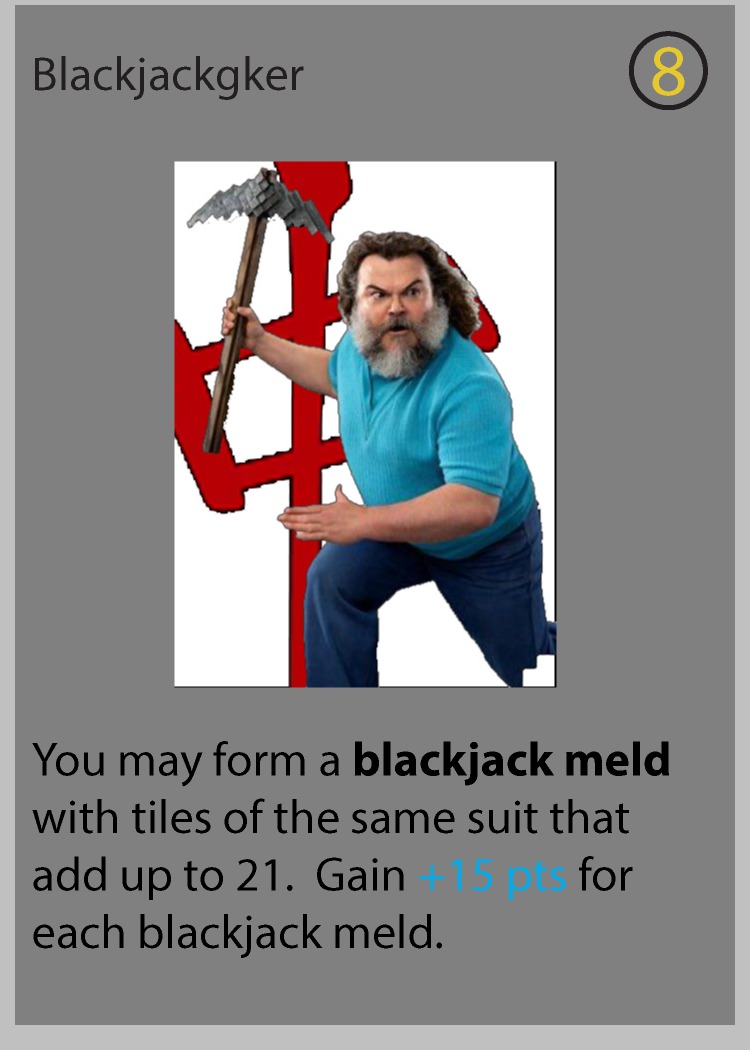 Blackjackgker
8
You may form a blackjack meld
with tiles of the same suit that
add up to 21.  Gain +15 pts for
each blackjack meld.